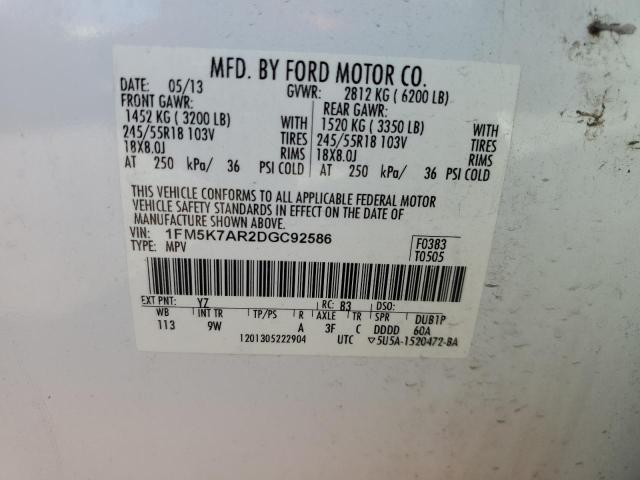 MFD. BY FORD MOTOR CO.
DATE: 05/13 GVWR: 2812 KG ( 6200 LB)
FRONT GAWR: REAR GAWR:
1452 KG ( 3200 LB) WITH 1520 KG ( 3350 LB) WITH
245/55R18 103V TIRES 245/55R18 103V TIRES
18X8.0J RIMS 18X8.0J RIMS
AT 250 kPa/ 36 PSI COLD AT 250 kPa/ 36 PSI COLD
THIS VEHICLE CONFORMS TO ALL APPLICABLE FEDERAL MOTOR
VEHICLE SAFETY STANDARDS IN EFFECT ON THE DATE OF
MANUFACTURE SHOWN ABOVE.
VIN: 1FM5K7AR2DGC92586 F0383
TYPE: MPV T0505
EXT PNT: YZ RC: 83 DSO:
WB INT TR TP/PS R AXLE TR SPR DUB1P
113 9W A 3F C DDDD 60A
1201305222904 UTC ▽5U5A-1520472-BA